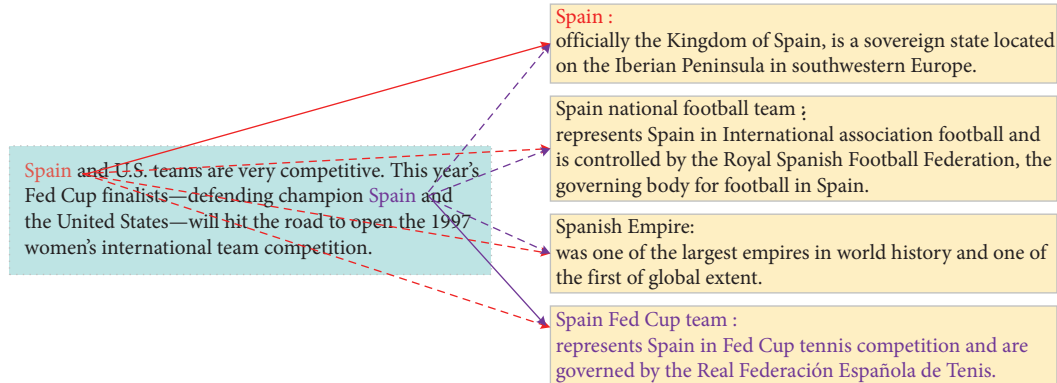 Spain and U.S. teams are very competitive. This year's
Fed Cup finalists—defending champion Spain and
the United States—will hit the road to open the 1997
women's international team competition.
Spain :
officially the Kingdom of Spain, is a sovereign state located
on the Iberian Peninsula in southwestern Europe.
Spain national football team :
represents Spain in International association football and
is controlled by the Royal Spanish Football Federation, the
governing body for football in Spain.
Spanish Empire:
was one of the largest empires in world history and one of
the first of global extent.
Spain Fed Cup team :
represents Spain in Fed Cup tennis competition and are
governed by the Real Federación Española de Tenis.